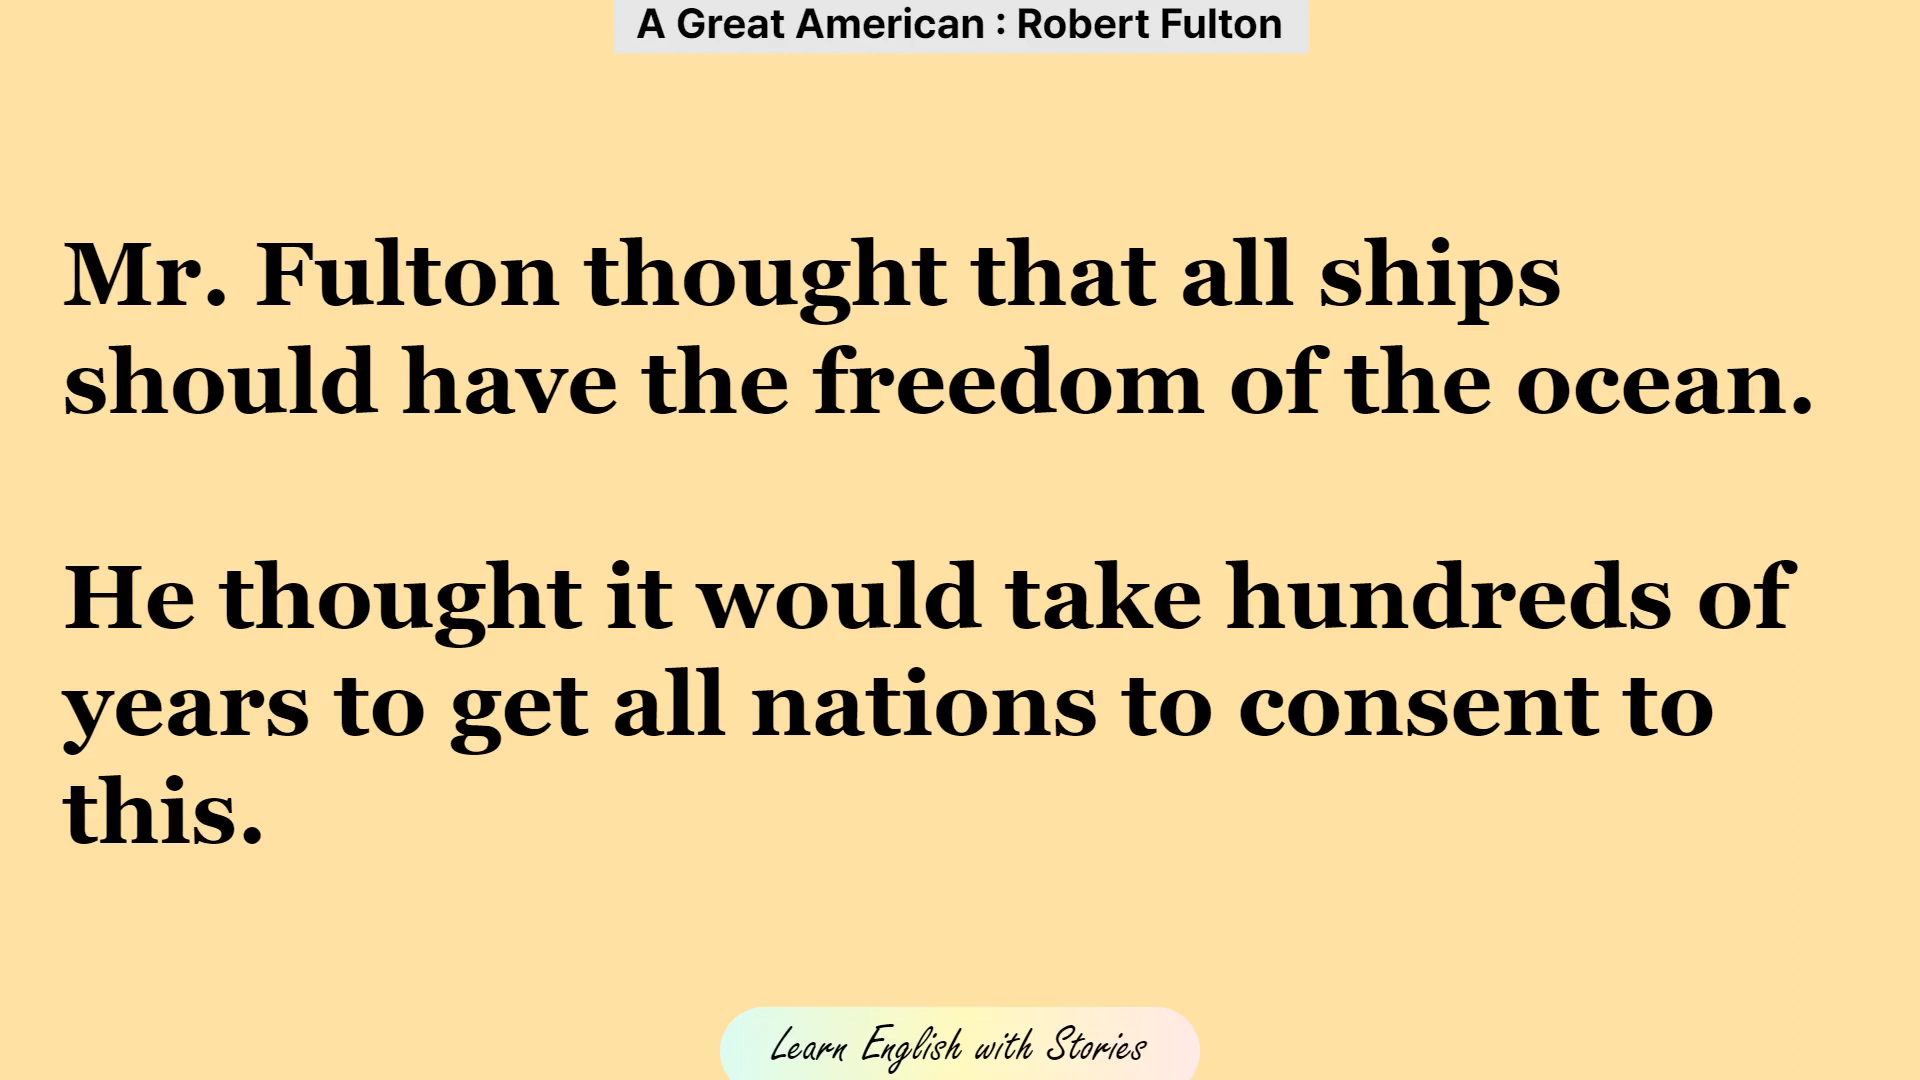 A Great American : Robert Fulton
Mr. Fulton thought that all ships
should have the freedom of the ocean.
He thought it would take hundreds of
years to get all nations to consent to
this.
Learn English with Stories